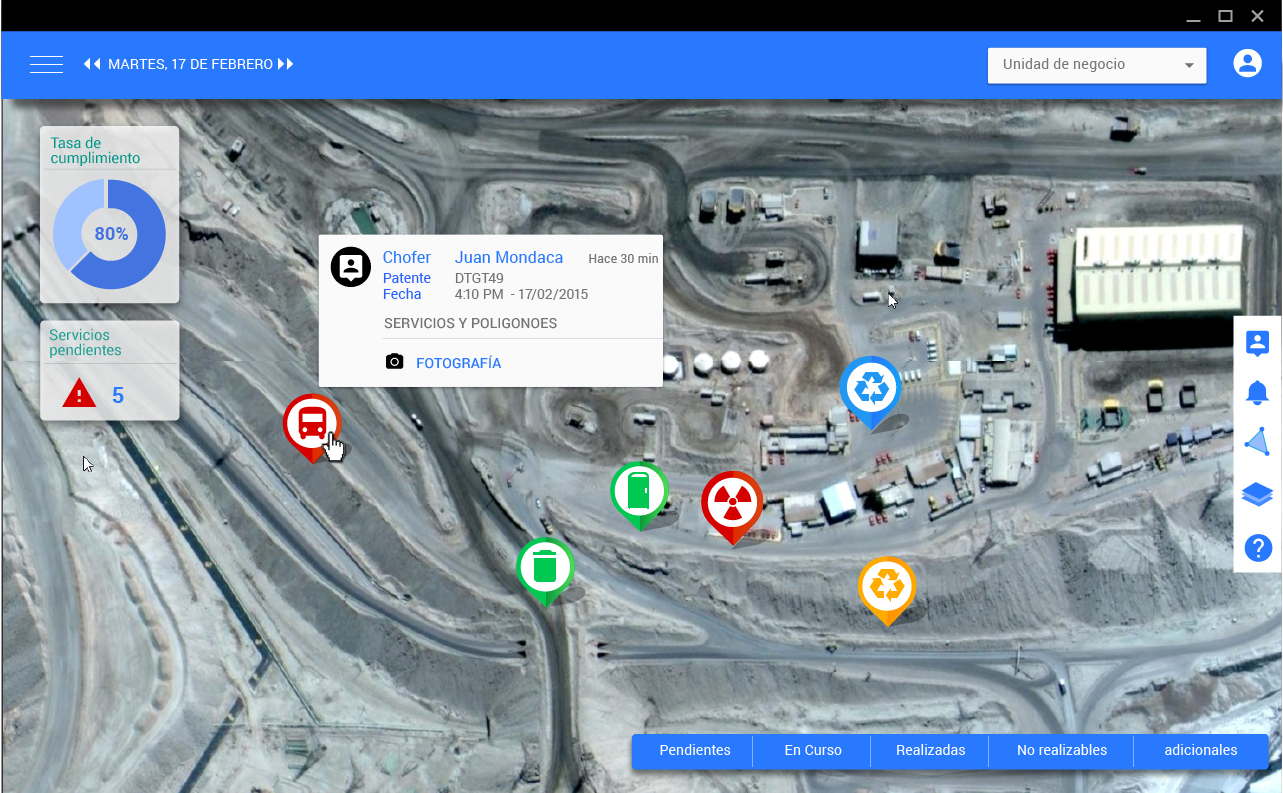 MARTES, 17 DE FEBRERO
Unidad de negocio
Tasa de
cumplimiento
80%
Servicios
pendientes
5
Chofer Juan Mondaca Hace 30 min
Patente DTGT49
Fecha 4:10 PM - 17/02/2015
SERVICIOS Y POLIGONOES
FOTOGRAFÍA
Pendientes En Curso Realizadas No realizables adicionales